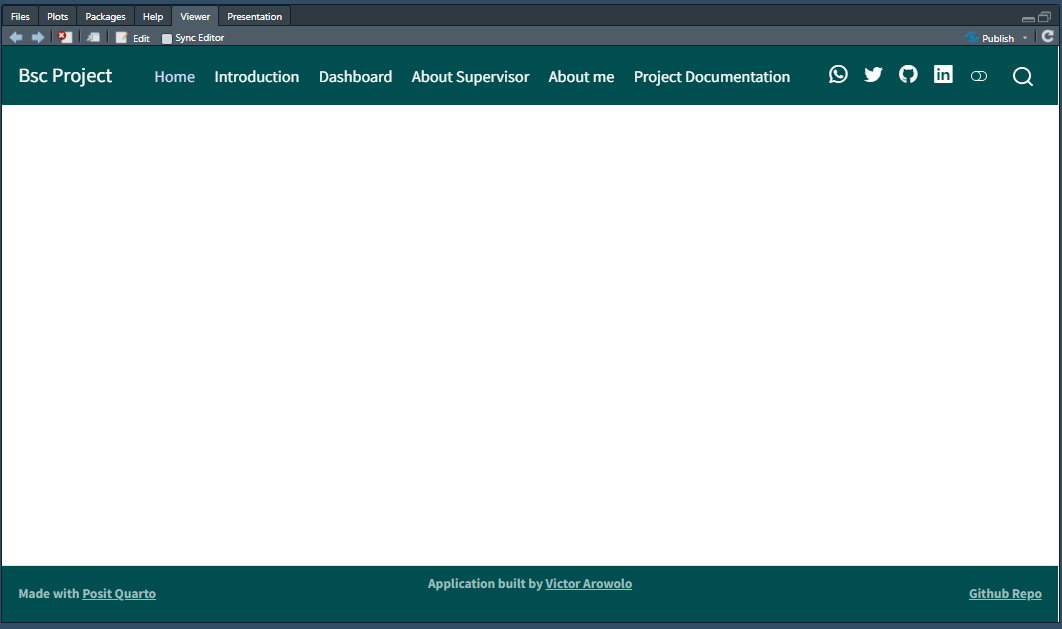 Files Plots Packages Help Viewer Presentation
Edit Sync Editor Publish
Bsc Project Home Introduction Dashboard About Supervisor About me Project Documentation in
Application built by Victor Arowolo
Made with Posit Quarto Github Repo